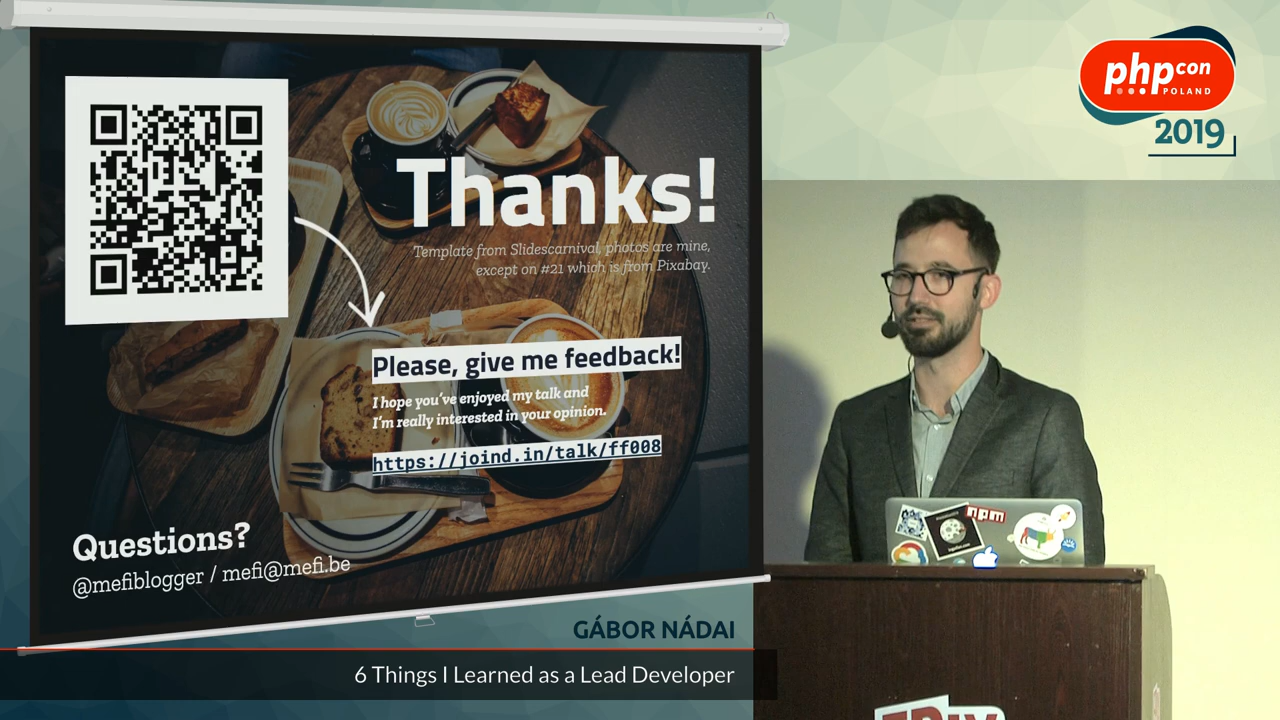 Thanks!
Template from Slidescarnival, photos are mine,
except on #21 which is from Pixabay.
Please, give me feedback!
I hope you've enjoyed my talk and
I'm really interested in your opinion.
https://joind.in/talk/ff008
Questions?
@mefiblogger / mefi@mefi.be
phpcon
POLAND
2019
npm
GÁBOR NÁDAI
6 Things I Learned as a Lead Developer